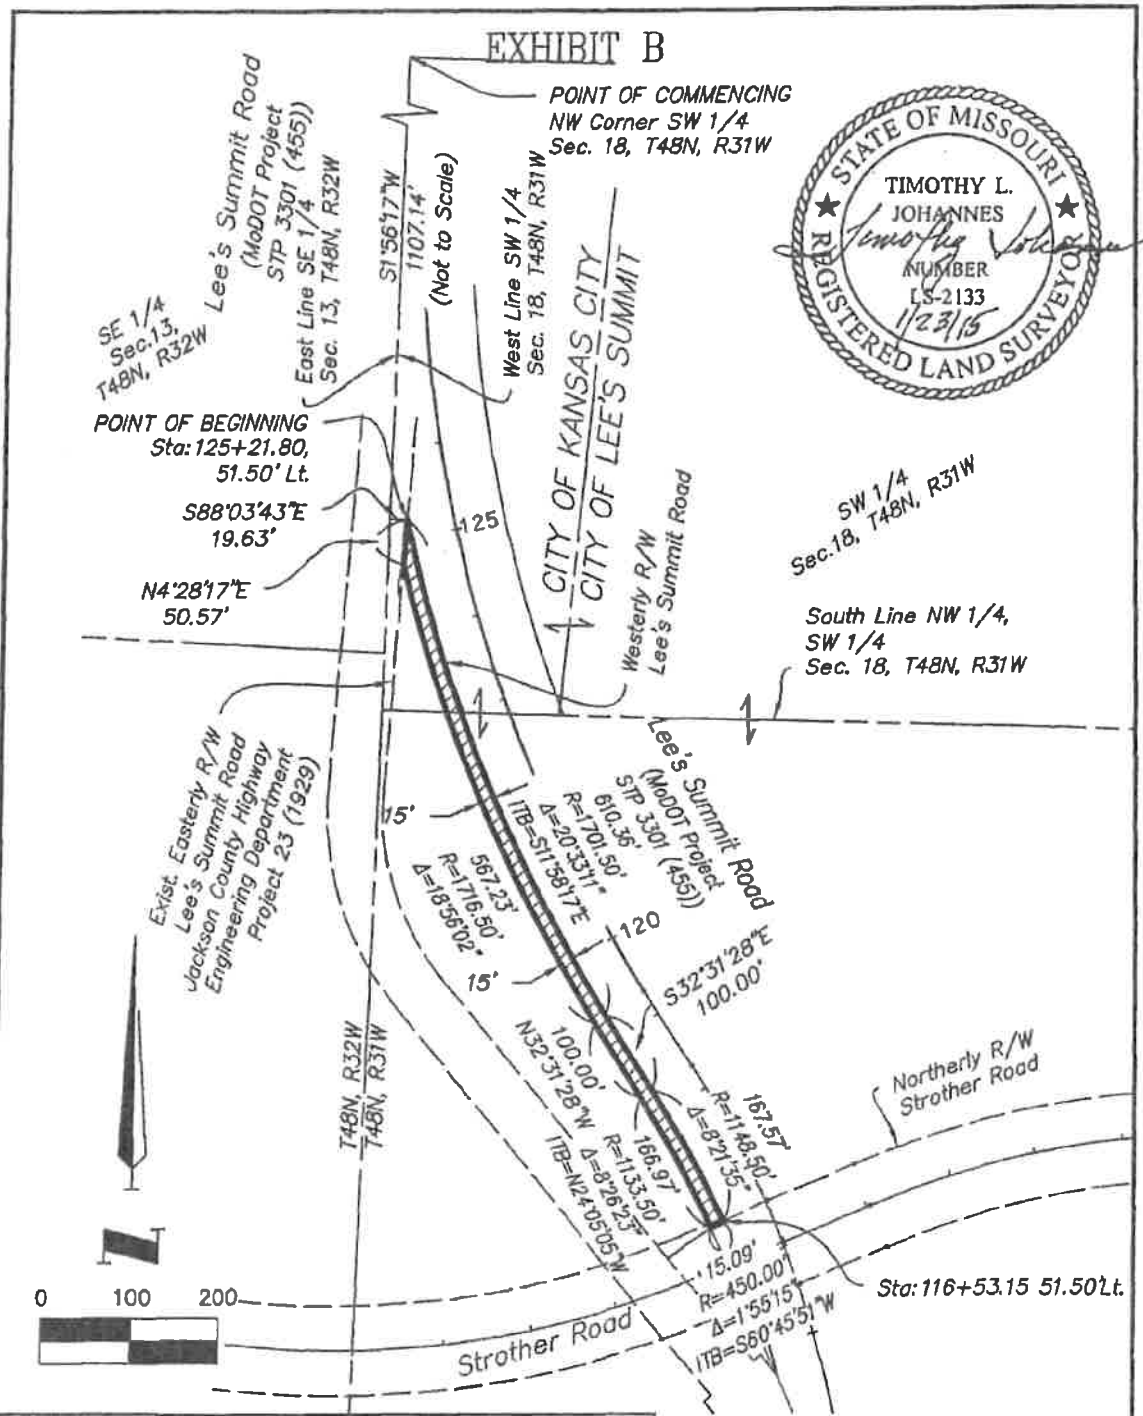 EXHIBIT B
POINT OF COMMENCING
NW Corner SW 1/4
Sec. 18, T48N, R31W
STATE OF MISSOURI
TIMOTHY L.
JOHANNES
Timothy Johannes
NUMBER
LS-2133
1/23/15
REGISTERED LAND SURVEYOR
Lee's Summit Road
(MoDOT Project
STP 3301 (455))
SE 1/4
Sec.13,
T48N, R32W
East Line SE 1/4
Sec. 13, T48N, R32W
S1°56'17"W
1107.14'
(Not to Scale)
West Line SW 1/4
Sec. 18, T48N, R31W
CITY OF KANSAS CITY
CITY OF LEE'S SUMMIT
POINT OF BEGINNING
Sta: 125+21.80,
51.50' Lt.
S88°03'43"E
19.63'
N4°28'17"E
50.57'
125
Westerly R/W
Lee's Summit Road
SW 1/4
Sec.18, T48N, R31W
South Line NW 1/4,
SW 1/4
Sec. 18, T48N, R31W
Exist. Easterly R/W
Lee's Summit Road
Jackson County Highway
Engineering Department
Project 23 (1929)
15'
Lee's Summit Road
(MoDOT Project
STP 3301 (455))
610.36'
R=1701.50'
Δ=20°33'11"
ITB=S11°58'17"E
567.23'
R=1716.50'
Δ=18°56'02"
120
15'
S32°31'28"E
100.00'
100.00'
N32°31'28"W
T48N, R32W
T48N, R31W
Northerly R/W
Strother Road
167.57'
R=1148.50'
Δ=8°21'35"
166.97'
R=1133.50'
Δ=8°26'23"
ITB=N24°05'05"W
15.09'
R=450.00'
Δ=1°55'15"
ITB=S60°45'51"W
Sta: 116+53.15 51.50' Lt.
Strother Road
0 100 200